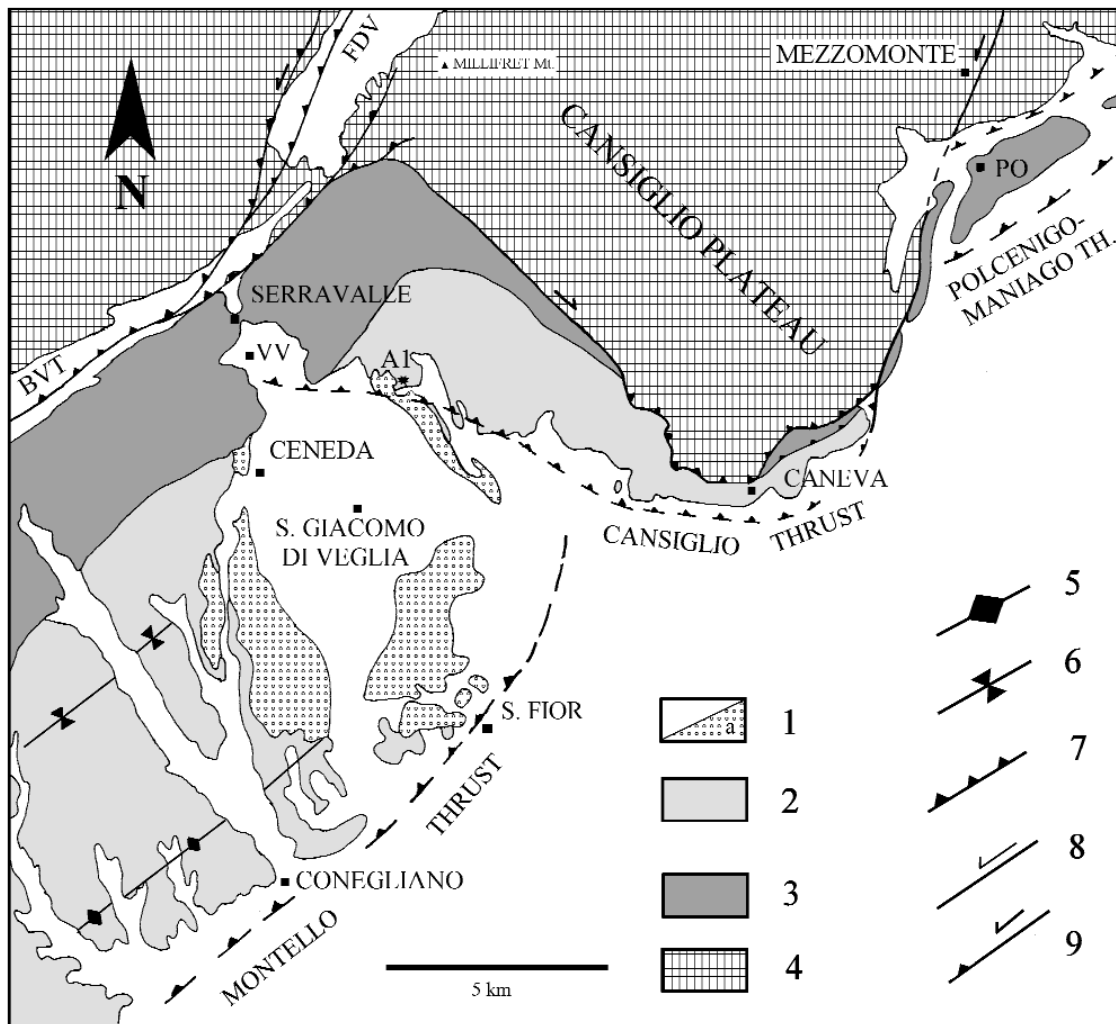 FDV
▲ MILLIFRET Mt.
MEZZOMONTE
CANSIGLIO PLATEAU
N
PO
POLCENIGO-
MANIAGO TH.
SERRAVALLE
VV
A1
BVT
CENEDA
CANEVA
S. GIACOMO
DI VEGLIA
CANSIGLIO THRUST
S. FIOR
MONTELLO THRUST
CONEGLIANO
5 km
a
1
2
3
4
5
6
7
8
9